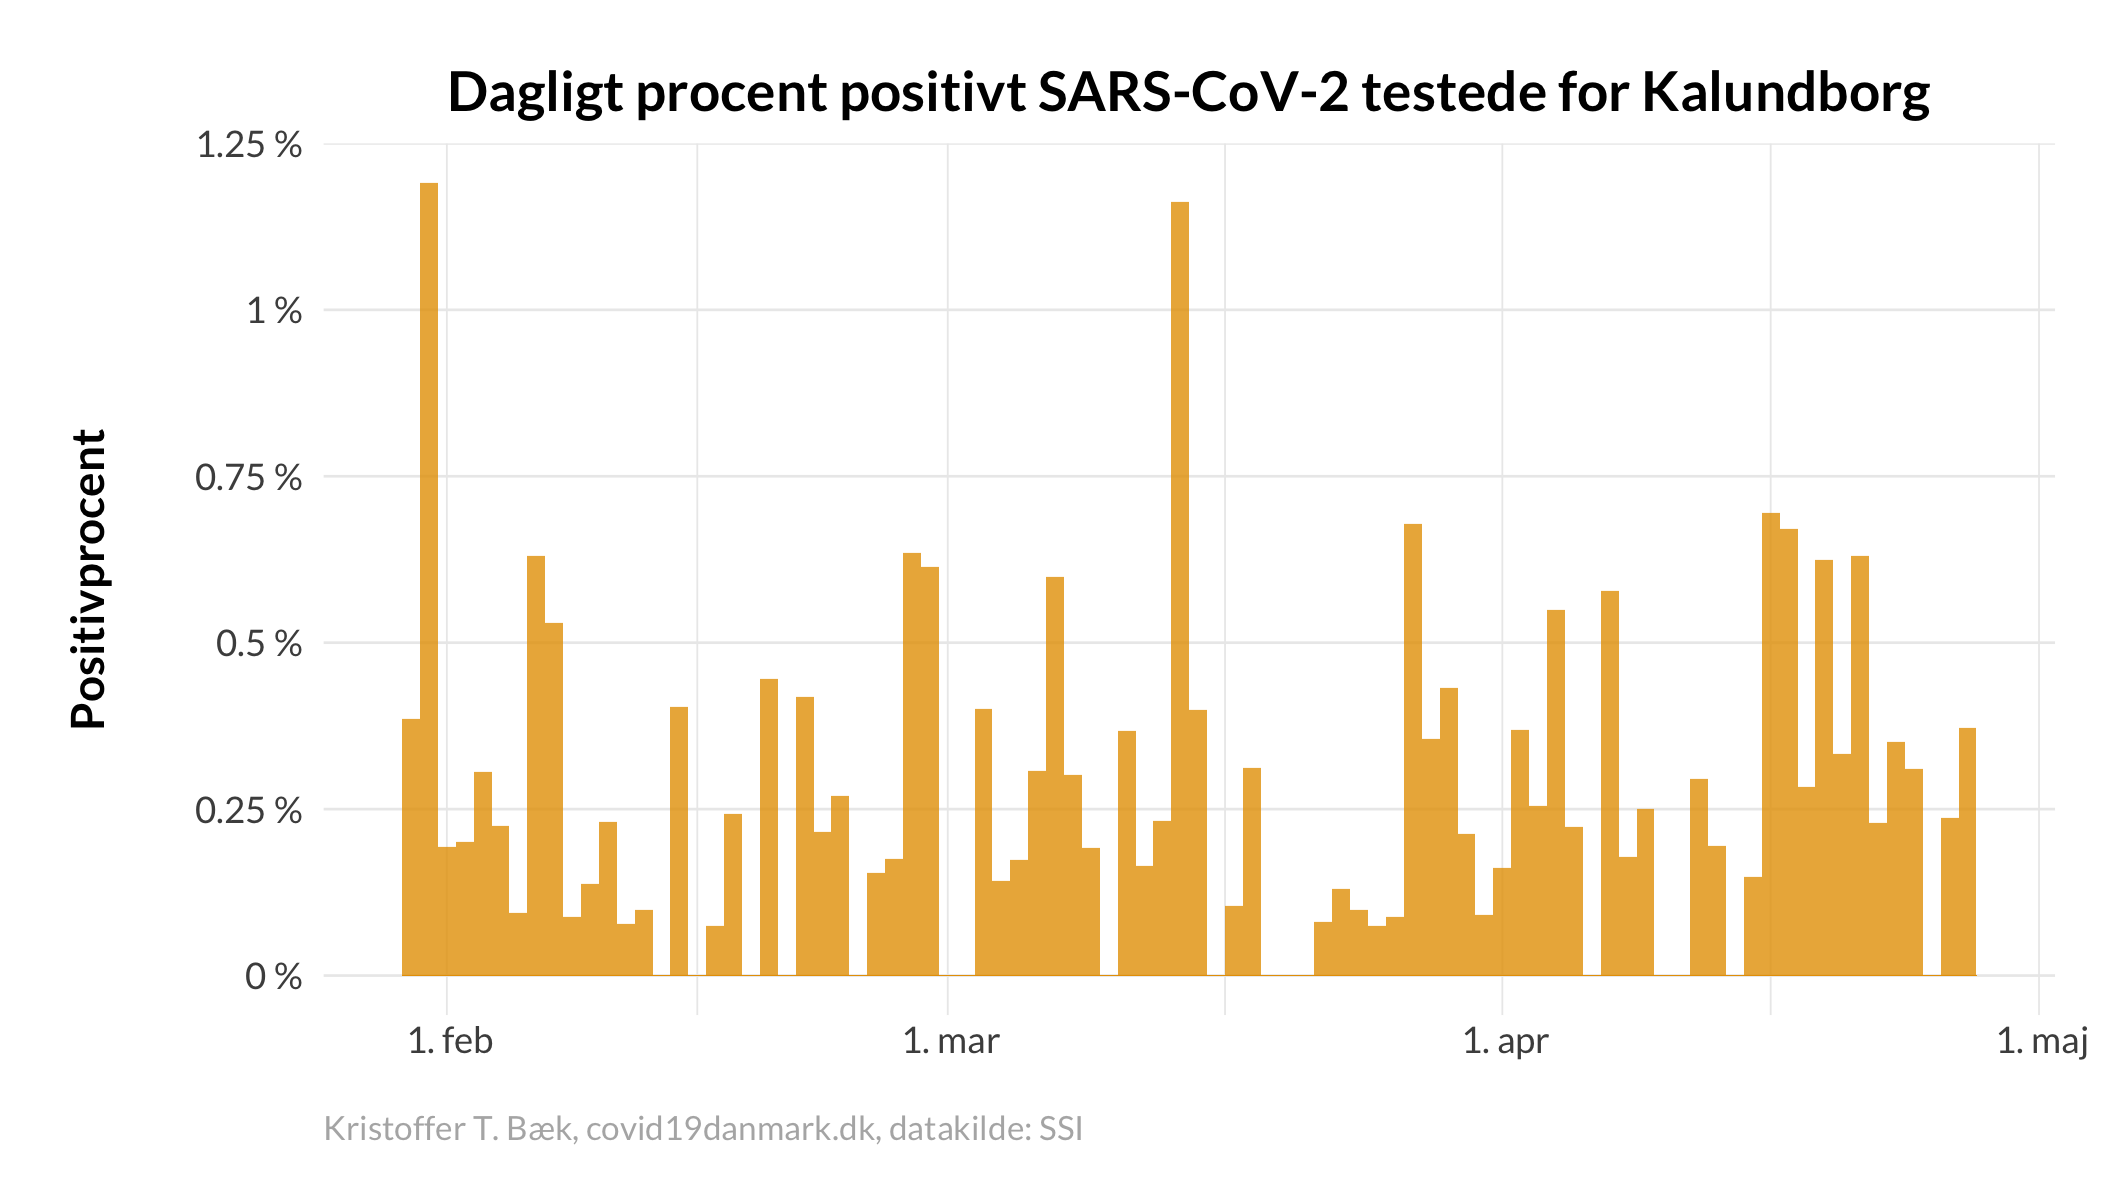 Dagligt procent positivt SARS-CoV-2 testede for Kalundborg
Positivprocent
1.25 %
1 %
0.75 %
0.5 %
0.25 %
0 %
1. feb
1. mar
1. apr
1. maj
Kristoffer T. Bæk, covid19danmark.dk, datakilde: SSI